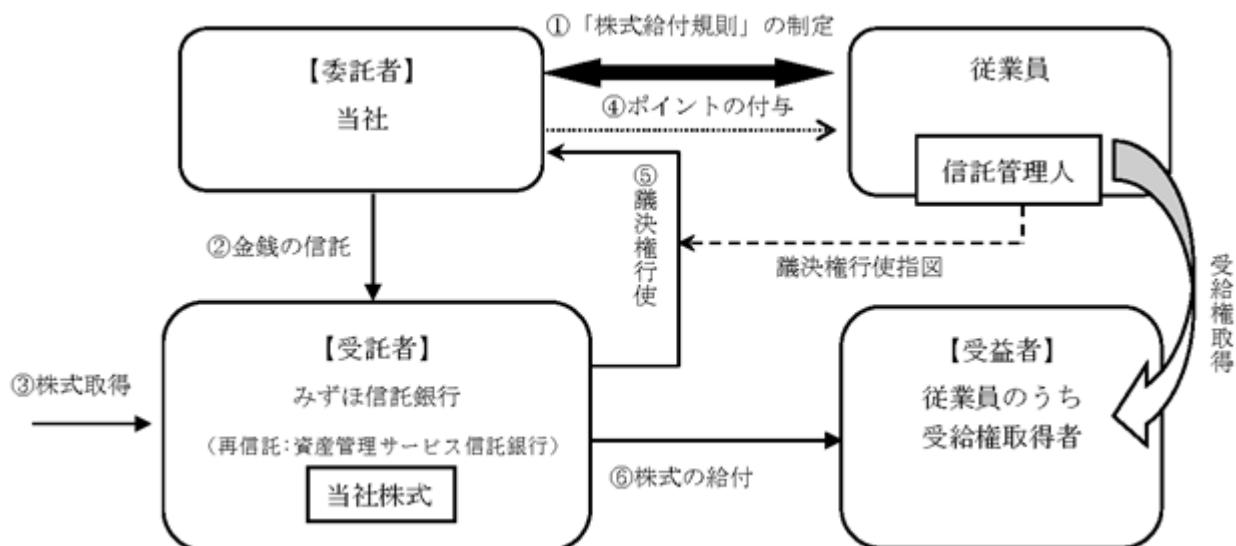 ①「株式給付規則」の制定
【委託者】
当社
従業員
④ポイントの付与
信託管理人
⑤議決権行使
②金銭の信託
議決権行使指図
受給権取得
【受託者】
みずほ信託銀行
（再信託：資産管理サービス信託銀行）
当社株式
③株式取得
【受益者】
従業員のうち
受給権取得者
⑥株式の給付